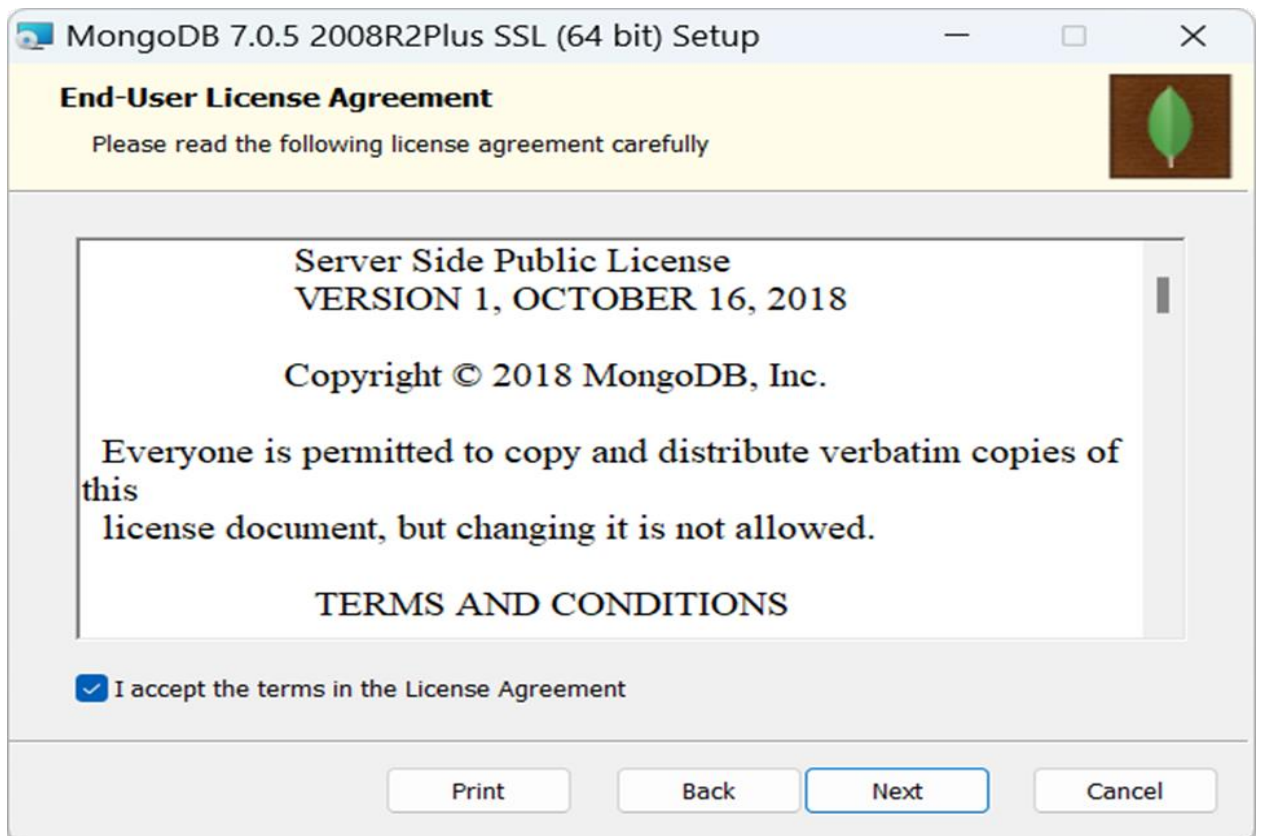 MongoDB 7.0.5 2008R2Plus SSL (64 bit) Setup
End-User License Agreement
Please read the following license agreement carefully
Server Side Public License
VERSION 1, OCTOBER 16, 2018
Copyright © 2018 MongoDB, Inc.
Everyone is permitted to copy and distribute verbatim copies of
this
license document, but changing it is not allowed.
TERMS AND CONDITIONS
I accept the terms in the License Agreement
Print Back Next Cancel